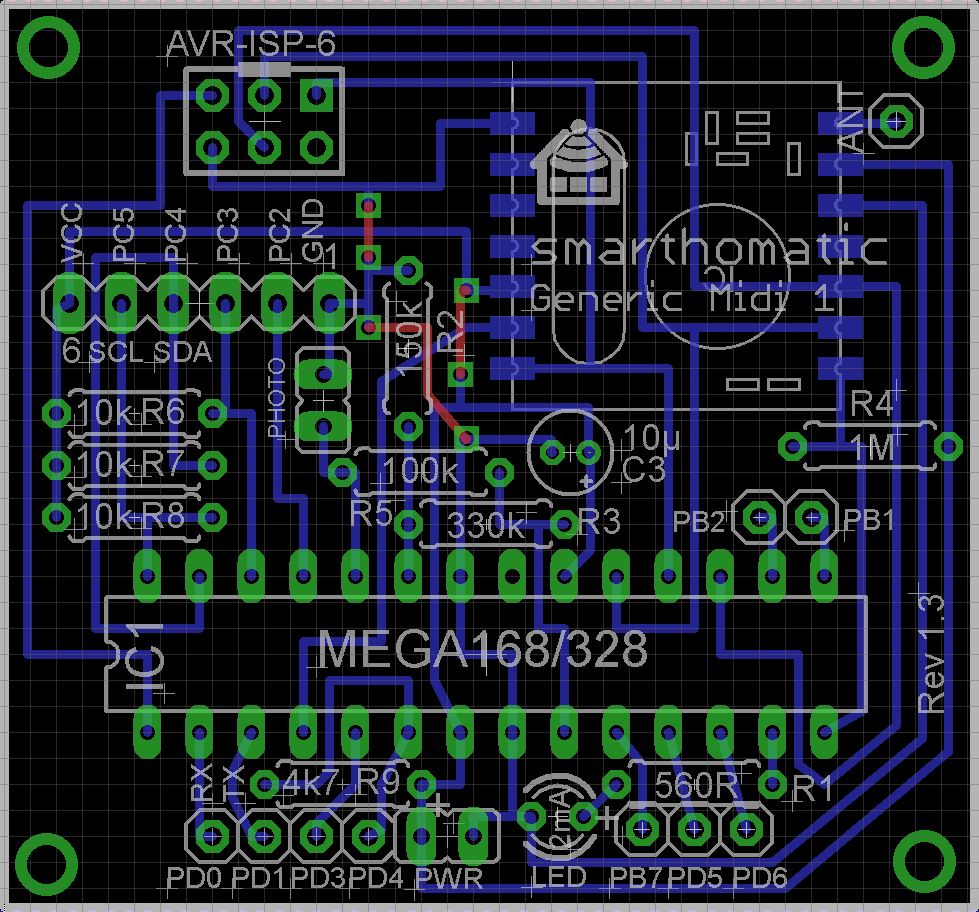 AVR-ISP-6
ANT
VCC PC5 PC4 PC3 PC2 GND
1
smarthomatic
Generic Midi 1
6 SCL SDA
150k
R2
PHOTO
10k R6
10k R7
10k R8
100k
R5
330k
R3
10µ
C3
R4
1M
PB2
PB1
IC1
MEGA168/328
Rev 1.3
RX
TX
4k7 R9
2mA
560R
R1
PD0 PD1 PD3 PD4 PWR LED PB7 PD5 PD6